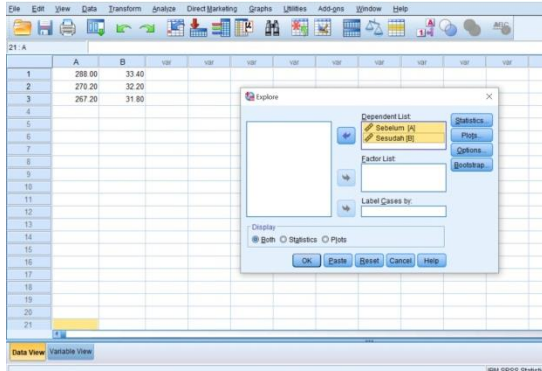 File Edit View Data Transform Analyze Direct Marketing Graphs Utilities Add-ons Window Help
21 : A
A B var var var var var var var var var
1 288.00 33.40
2 270.20 32.20
3 267.20 31.80
4
5
6
7
8
9
10
11
12
13
14
15
16
17
18
19
20
21
Explore
Dependent List:
Sebelum [A]
Sesudah [B]
Factor List:
Label Cases by:
Statistics...
Plots...
Options...
Bootstrap...
Display
Both Statistics Plots
OK Paste Reset Cancel Help
Data View Variable View
IBM SPSS Statisti